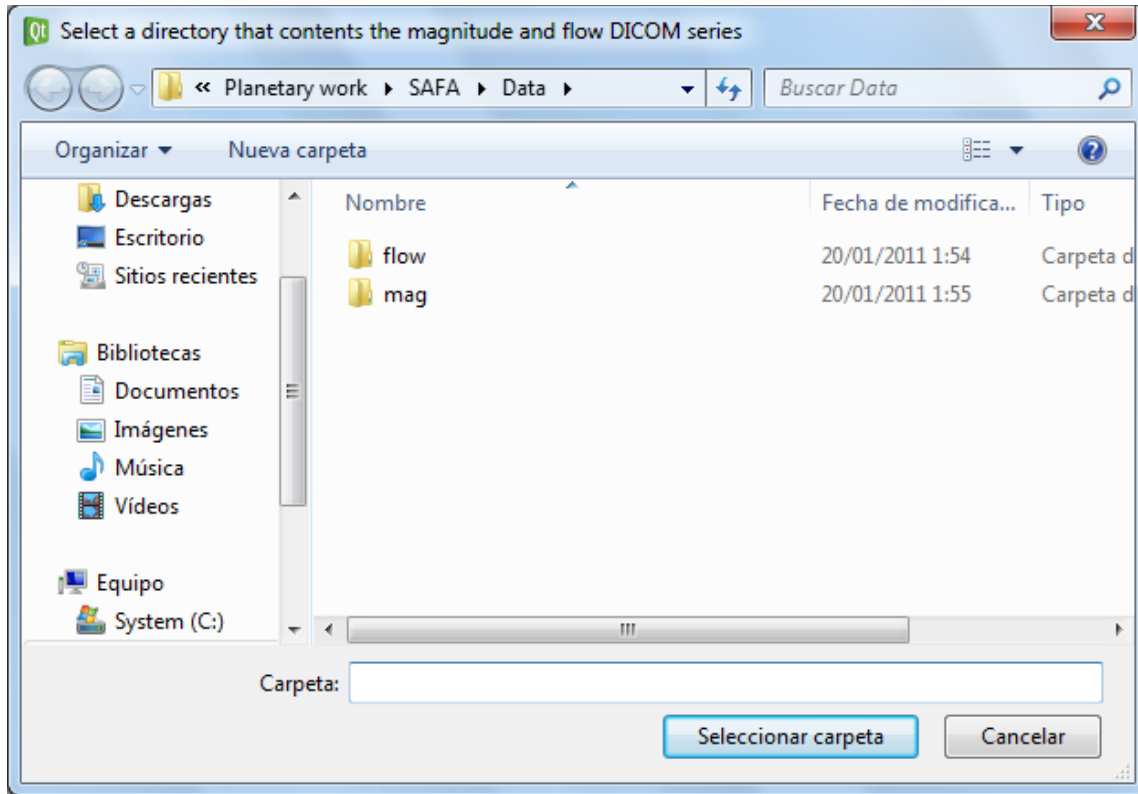 Qt Select a directory that contents the magnitude and flow DICOM series
« Planetary work SAFA Data Buscar Data
Organizar Nueva carpeta
Descargas
Escritorio
Sitios recientes
Bibliotecas
Documentos
Imágenes
Música
Vídeos
Equipo
System (C:)
Nombre Fecha de modifica... Tipo
flow 20/01/2011 1:54 Carpeta d
mag 20/01/2011 1:55 Carpeta d
Carpeta:
Seleccionar carpeta Cancelar